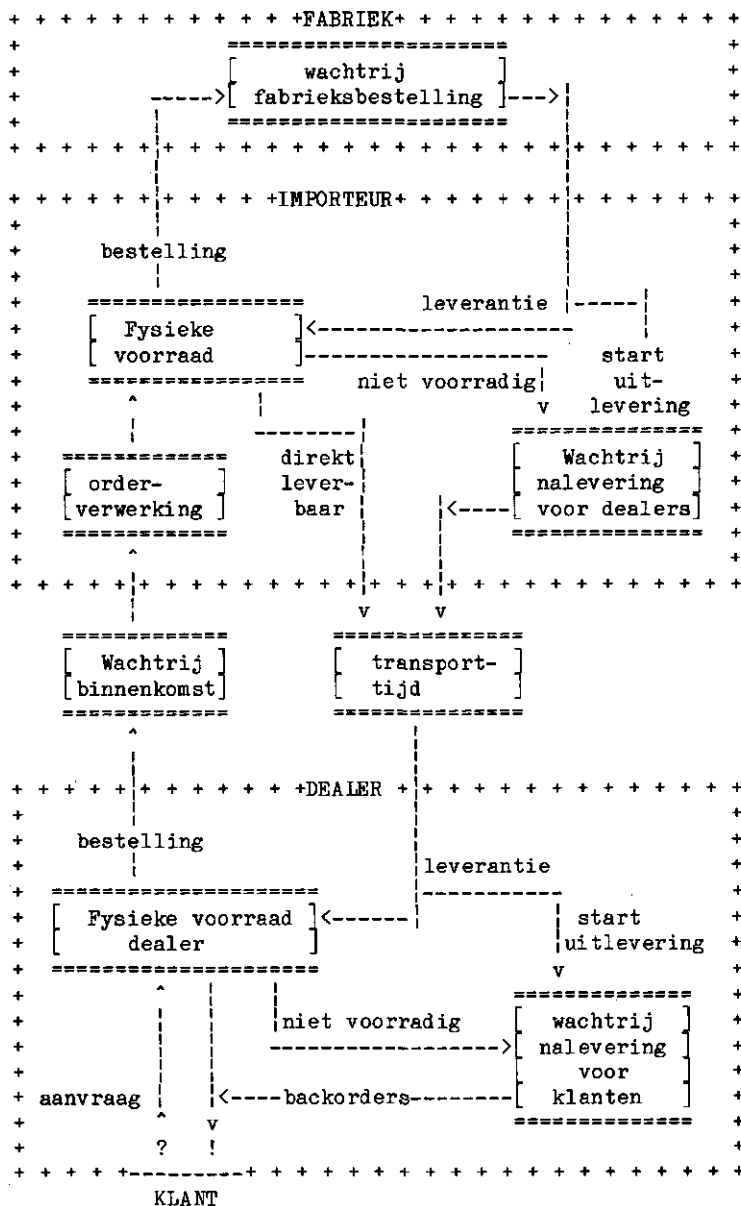 FABRIEK
wachtrij
fabrieksbestelling
IMPORTEUR
bestelling
leverantie
Fysieke
voorraad
start
niet voorradig
uit-
levering
order-
verwerking
direkt
lever-
baar
Wachtrij
nalevering
voor dealers
Wachtrij
binnenkomst
transport-
tijd
DEALER
bestelling
leverantie
Fysieke voorraad
dealer
start
uitlevering
niet voorradig
wachtrij
nalevering
voor
klanten
aanvraag
backorders
? !
KLANT